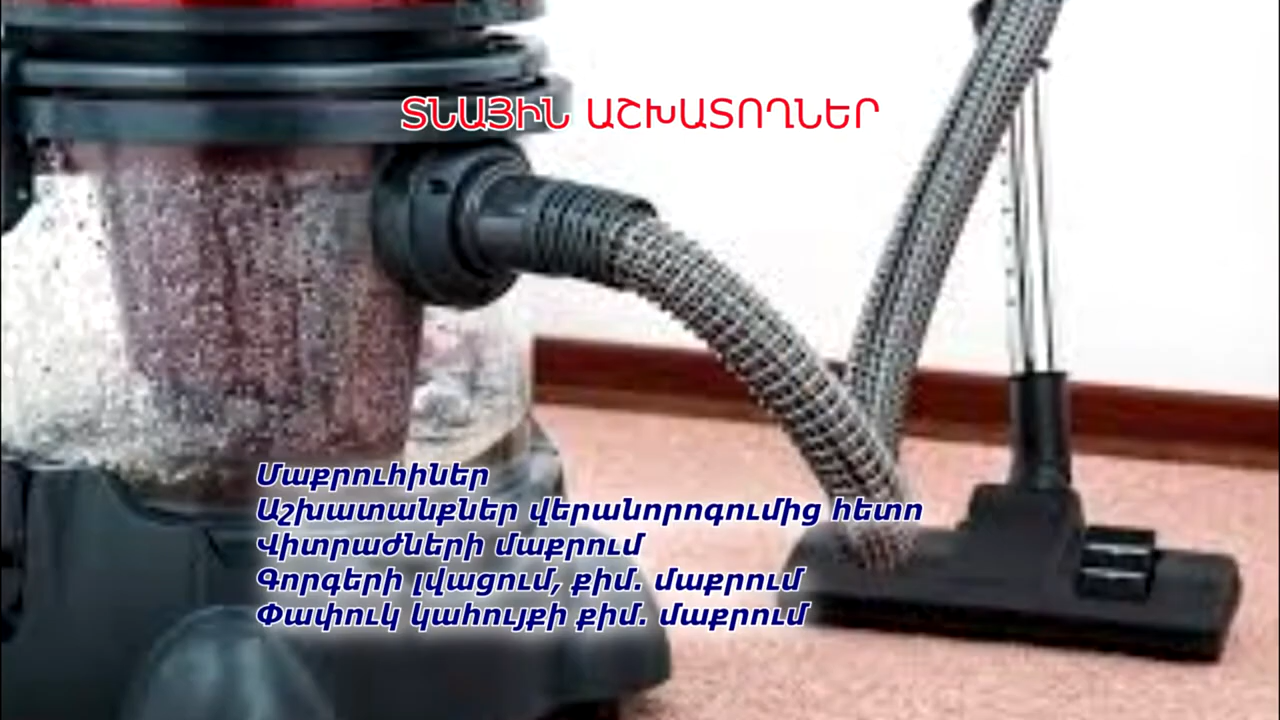 ՏՆԱՅԻՆ ԱՇԽԱՏՈՂՆԵՐ
Մաքրուհիներ
Աշխատանքներ վերանորոգումից հետո
Վիտրաժների մաքրում
Գորգերի լվացում, քիմ. մաքրում
Փափուկ կահույքի քիմ. մաքրում